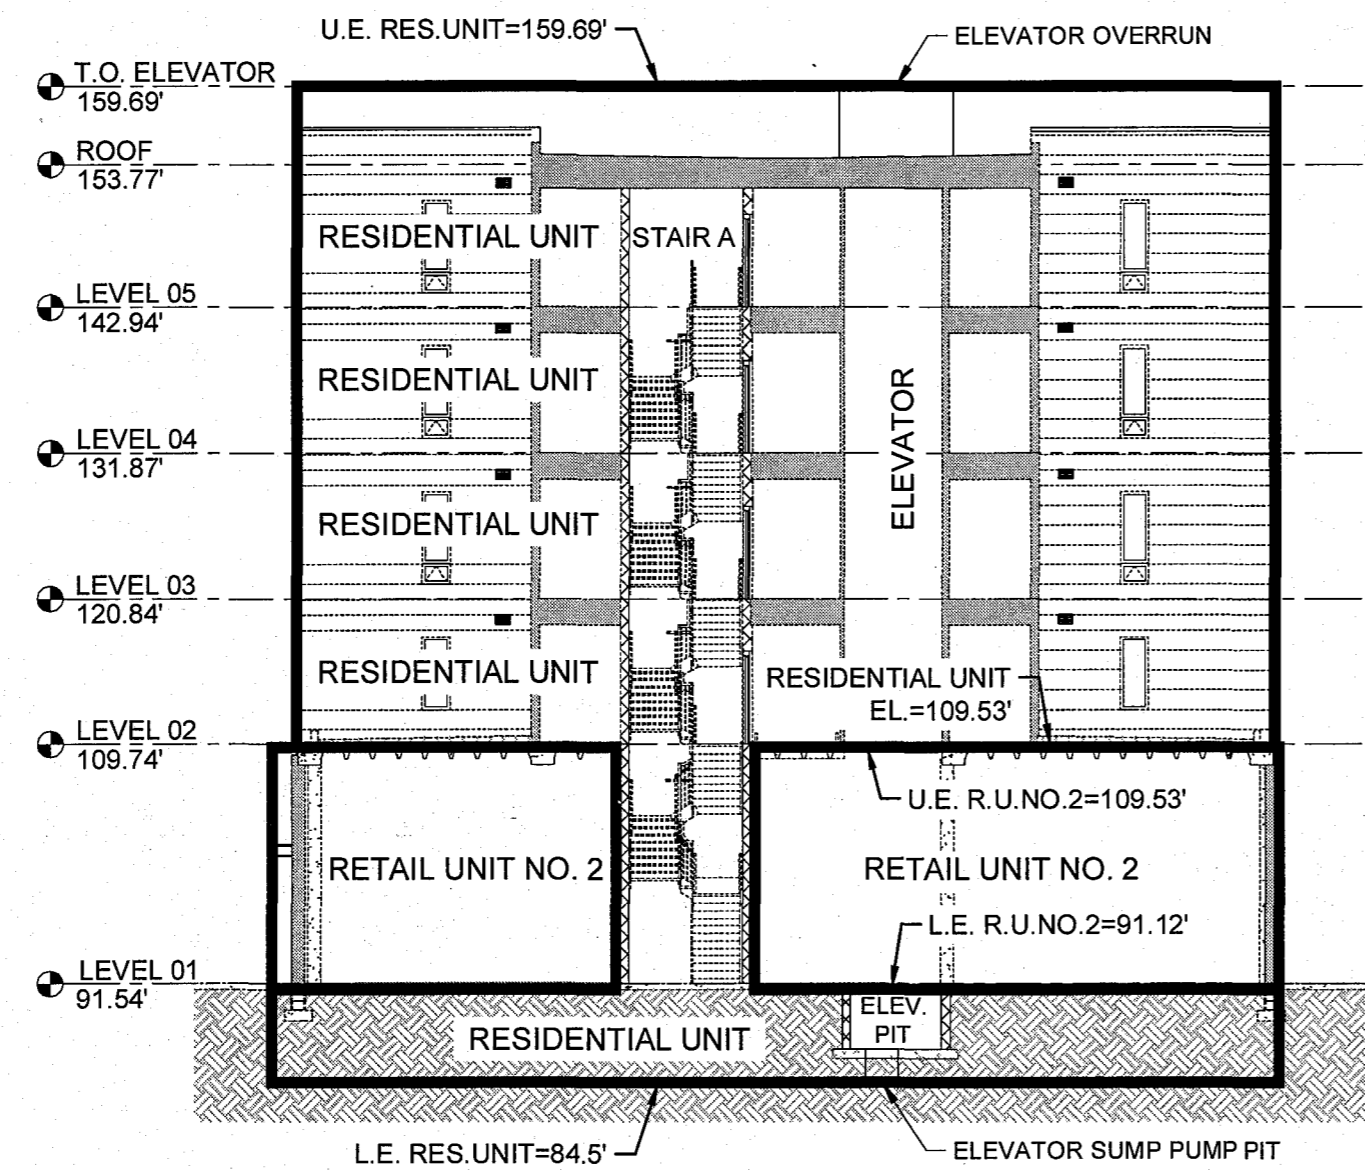 U.E. RES.UNIT=159.69'
ELEVATOR OVERRUN
T.O. ELEVATOR
159.69'
ROOF
153.77'
RESIDENTIAL UNIT
STAIR A
LEVEL 05
142.94'
RESIDENTIAL UNIT
ELEVATOR
LEVEL 04
131.87'
RESIDENTIAL UNIT
LEVEL 03
120.84'
RESIDENTIAL UNIT
RESIDENTIAL UNIT
EL.=109.53'
LEVEL 02
109.74'
U.E. R.U.NO.2=109.53'
RETAIL UNIT NO. 2
RETAIL UNIT NO. 2
L.E. R.U.NO.2=91.12'
LEVEL 01
91.54'
ELEV.
PIT
RESIDENTIAL UNIT
L.E. RES.UNIT=84.5'
ELEVATOR SUMP PUMP PIT